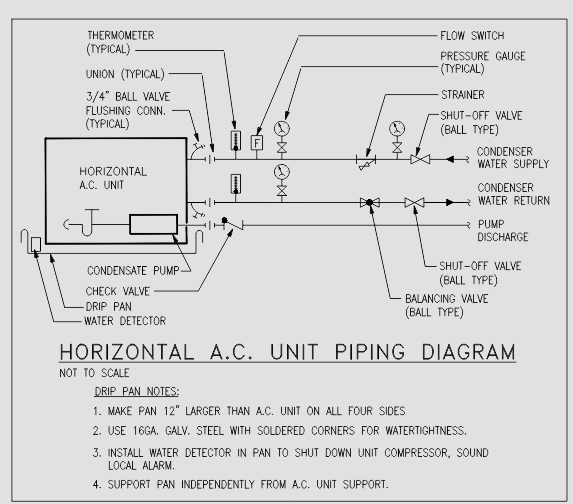 THERMOMETER
(TYPICAL)
UNION (TYPICAL)
3/4" BALL VALVE
FLUSHING CONN.
(TYPICAL)
FLOW SWITCH
PRESSURE GAUGE
(TYPICAL)
STRAINER
SHUT-OFF VALVE
(BALL TYPE)
F
CONDENSER
WATER SUPPLY
HORIZONTAL
A.C. UNIT
CONDENSER
WATER RETURN
PUMP
DISCHARGE
CONDENSATE PUMP
CHECK VALVE
DRIP PAN
WATER DETECTOR
SHUT-OFF VALVE
(BALL TYPE)
BALANCING VALVE
(BALL TYPE)
HORIZONTAL A.C. UNIT PIPING DIAGRAM
NOT TO SCALE
DRIP PAN NOTES:
1. MAKE PAN 12" LARGER THAN A.C. UNIT ON ALL FOUR SIDES
2. USE 16GA. GALV. STEEL WITH SOLDERED CORNERS FOR WATERTIGHTNESS.
3. INSTALL WATER DETECTOR IN PAN TO SHUT DOWN UNIT COMPRESSOR, SOUND
LOCAL ALARM.
4. SUPPORT PAN INDEPENDENTLY FROM A.C. UNIT SUPPORT.